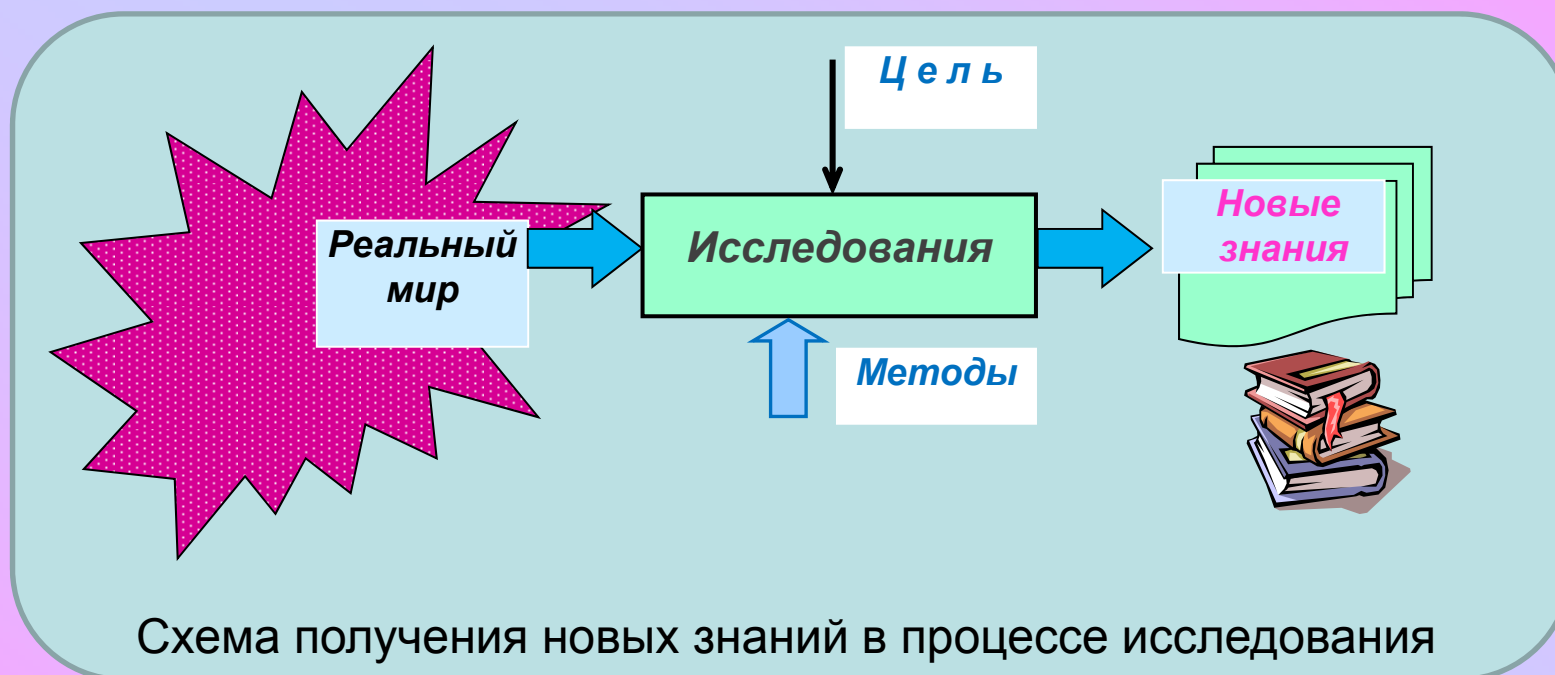 Ц е л ь
Реальный
мир
Исследования
Новые
знания
Методы
Схема получения новых знаний в процессе исследования